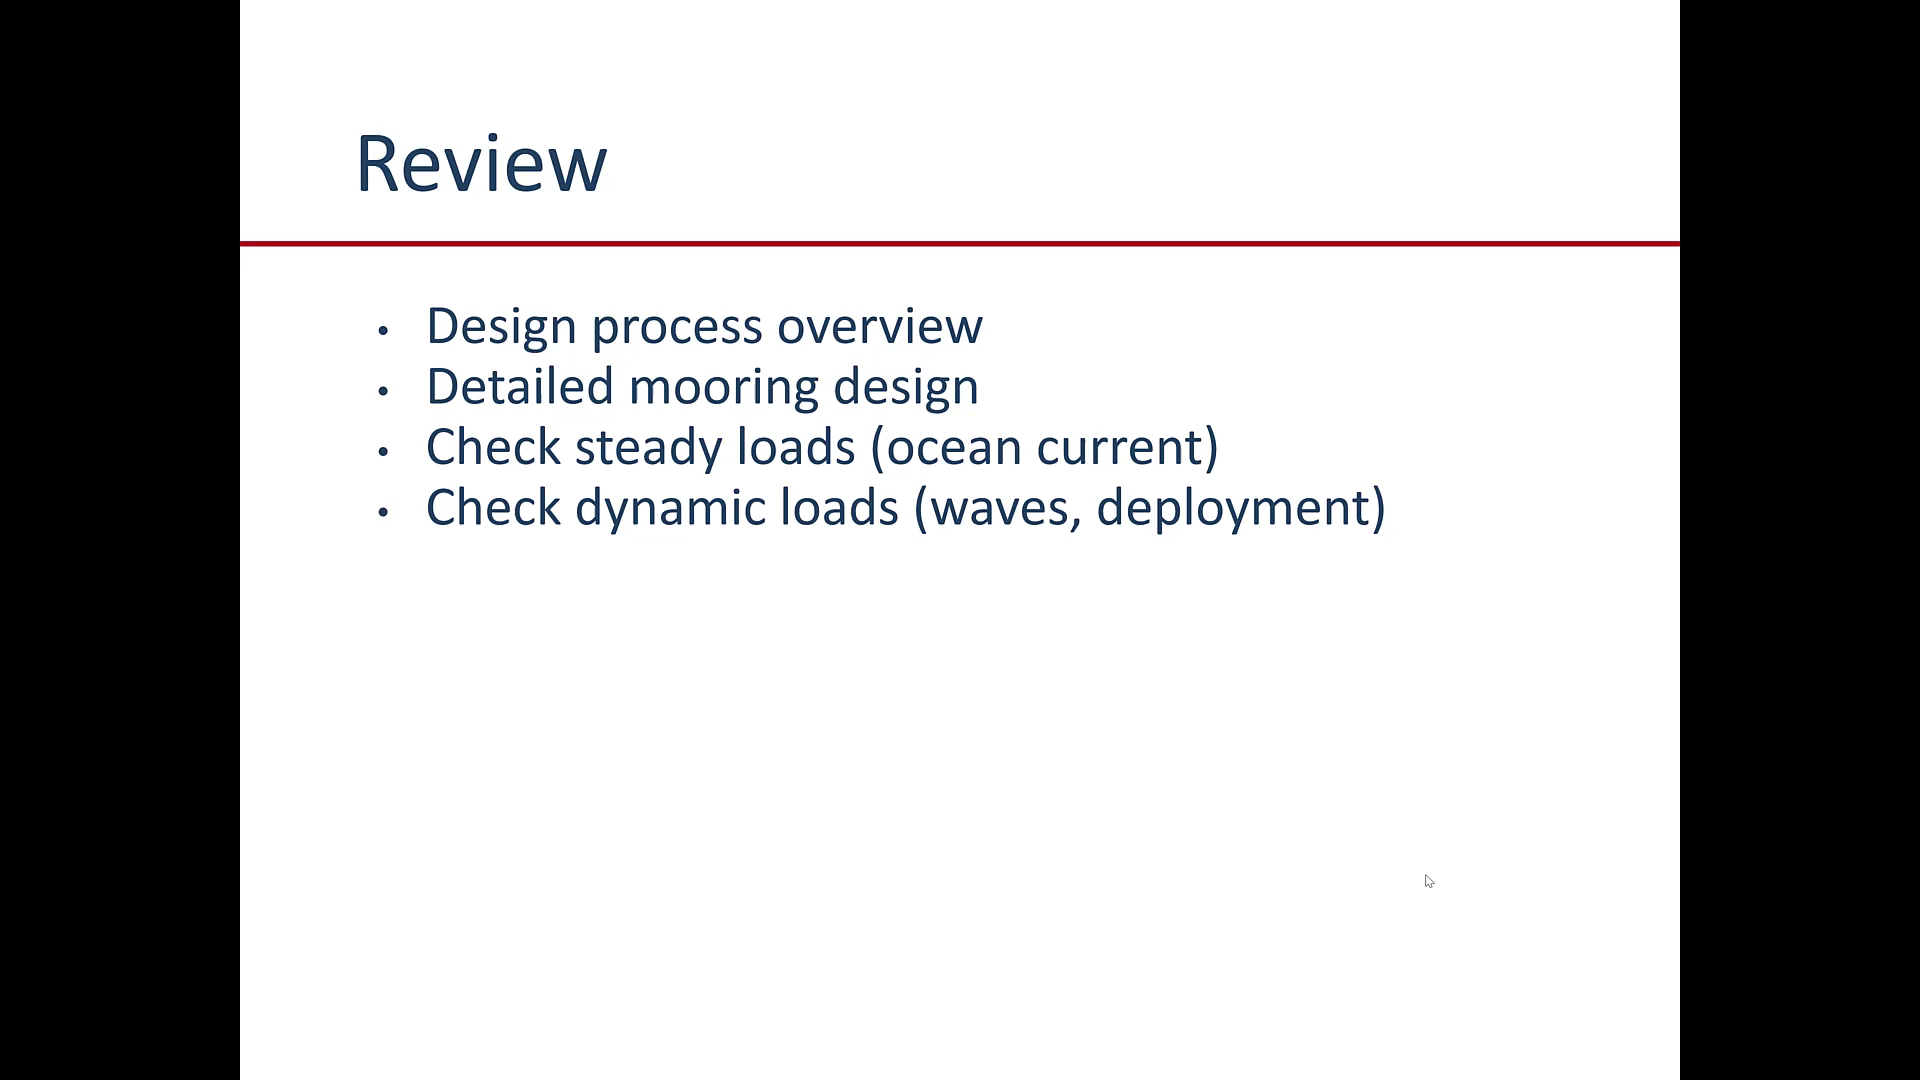 Review
• Design process overview
• Detailed mooring design
• Check steady loads (ocean current)
• Check dynamic loads (waves, deployment)